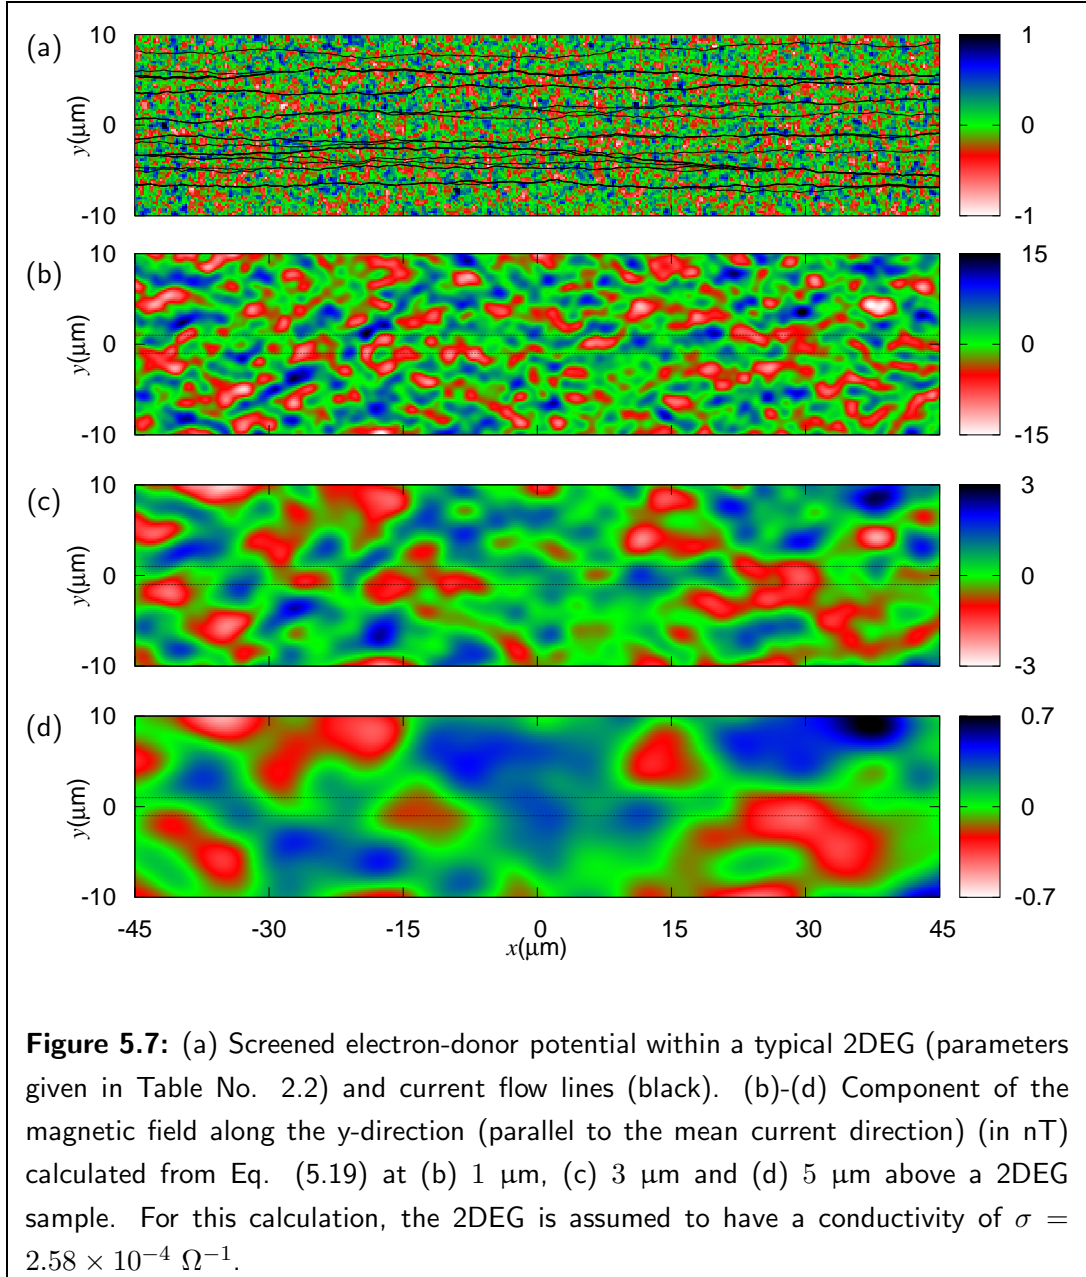 (a)
10
0
-10
y(μm)
1
0
-1
(b)
10
0
-10
y(μm)
15
0
-15
(c)
10
0
-10
y(μm)
3
0
-3
(d)
10
0
-10
y(μm)
0.7
0
-0.7
-45 -30 -15 0 15 30 45
x(μm)
Figure 5.7: (a) Screened electron-donor potential within a typical 2DEG (parameters
given in Table No. 2.2) and current flow lines (black). (b)-(d) Component of the
magnetic field along the y-direction (parallel to the mean current direction) (in nT)
calculated from Eq. (5.19) at (b) 1 μm, (c) 3 μm and (d) 5 μm above a 2DEG
sample. For this calculation, the 2DEG is assumed to have a conductivity of σ =
2.58 × 10⁻⁴ Ω⁻¹.